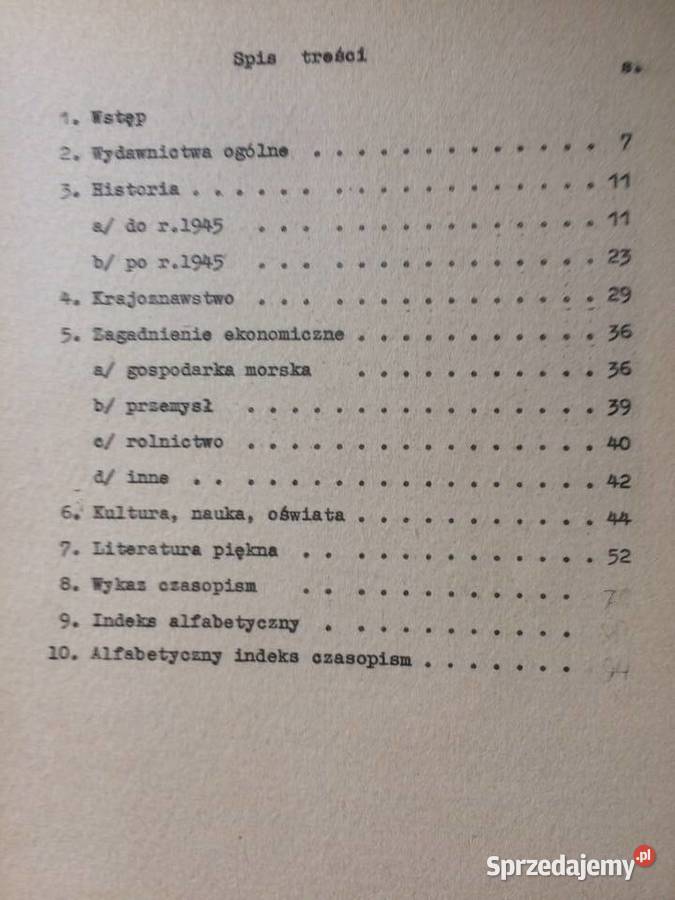 Spis treści
s.
1. Wstęp
2. Wydawnictwa ogólne . . . . . . . . . . . . . 7
3. Historia . . . . . . . . . . . . . . . . . . 11
a/ do r.1945 . . . . . . . . . . . . . . . 11
b/ po r.1945 . . . . . . . . . . . . . . . 23
4. Krajoznawstwo . . . . . . . . . . . . . . . 29
5. Zagadnienie ekonomiczne . . . . . . . . . . . 36
a/ gospodarka morska . . . . . . . . . . . 36
b/ przemysł . . . . . . . . . . . . . . . . 39
c/ rolnictwo . . . . . . . . . . . . . . . . 40
d/ inne . . . . . . . . . . . . . . . . . . 42
6. Kultura, nauka, oświata . . . . . . . . . . . 44
7. Literatura piękna . . . . . . . . . . . . . 52
8. Wykaz czasopism . . . . . . . . . . . .
9. Indeks alfabetyczny . . . . . . . . . . .
10. Alfabetyczny indeks czasopism . . . . . . . 94
Sprzedajemy.pl